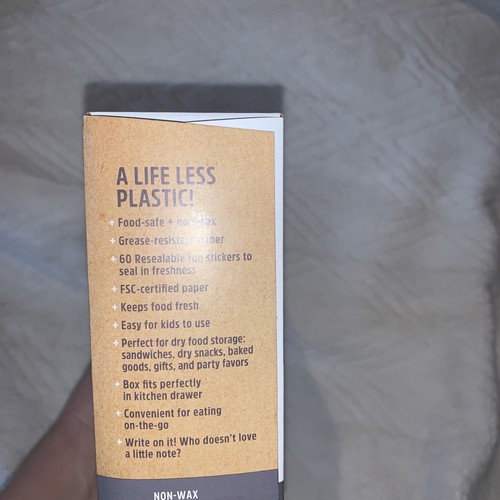 A LIFE LESS
PLASTIC!
+ Food-safe + non-wax
+ Grease-resistant paper
+ 60 Resealable fun stickers to
seal in freshness
+ FSC-certified paper
+ Keeps food fresh
+ Easy for kids to use
+ Perfect for dry food storage:
sandwiches, dry snacks, baked
goods, gifts, and party favors
+ Box fits perfectly
in kitchen drawer
+ Convenient for eating
on-the-go
+ Write on it! Who doesn't love
a little note?
NON-WAX